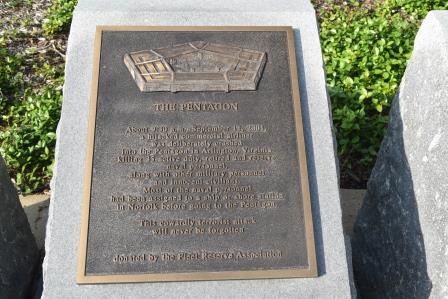 THE PENTAGON
About 9:40 a.m. September 11, 2001,
a hijacked commercial airliner
was deliberately crashed
into the Pentagon in Arlington, Virginia
killing active duty, retired and reserve
naval personnel
along with other military personnel
and innocent civilians.
Most of the naval personnel
had been assigned to a ship or shore station
in Norfolk before going to the Pentagon.
This cowardly terrorist attack
will never be forgotten
donated by the Fleet Reserve Association